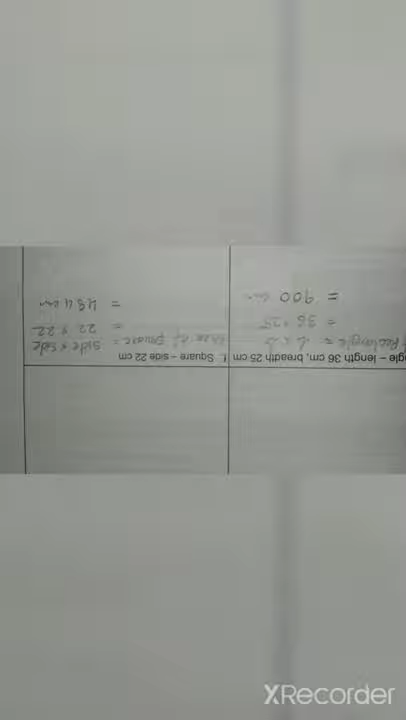 gle – length 36 cm, breadth 25 cm
Rectangle = l × b
= 36 × 25
= 900 cm
f. Square – side 22 cm
Area of square = side × side
= 22 × 22
= 484 cm
XRecorder